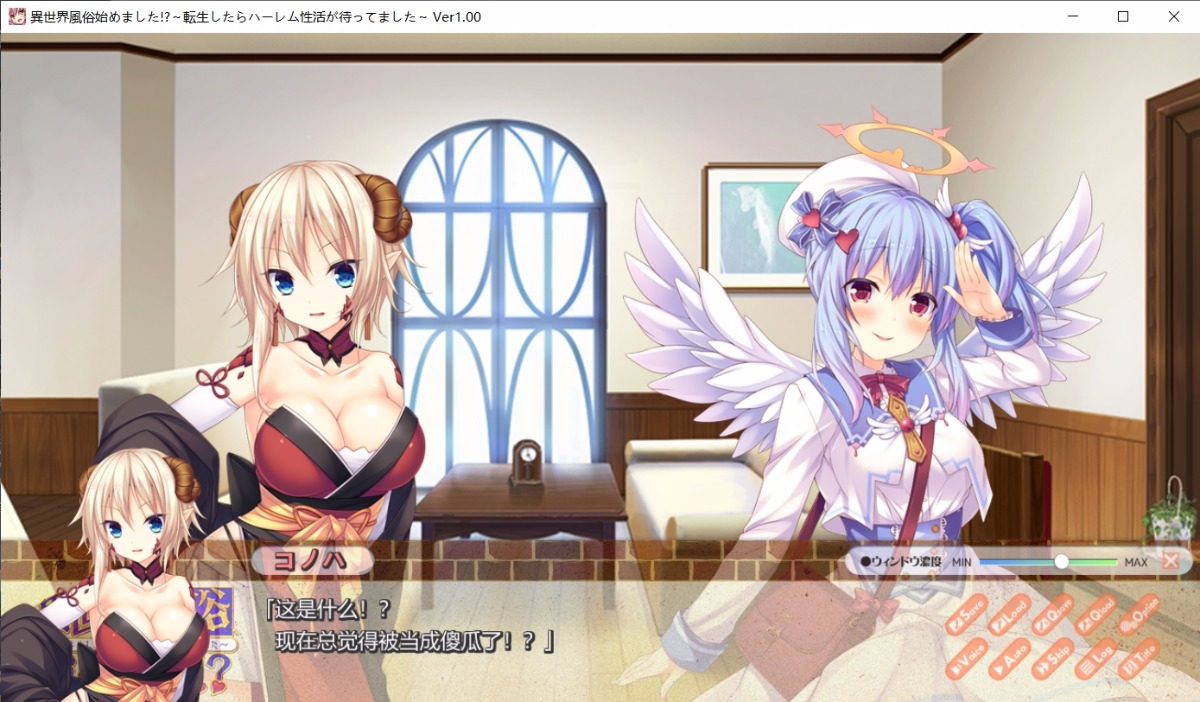 異世界風俗始めました!?~転生したらハーレム性活が待ってました~ Ver1.00
コノハ
●ウィンドウ濃度 MIN MAX
「这是什么！？
现在总觉得被当成傻瓜了！？」
Save Load Qsave Qload Option
Voice Auto Skip Log Title